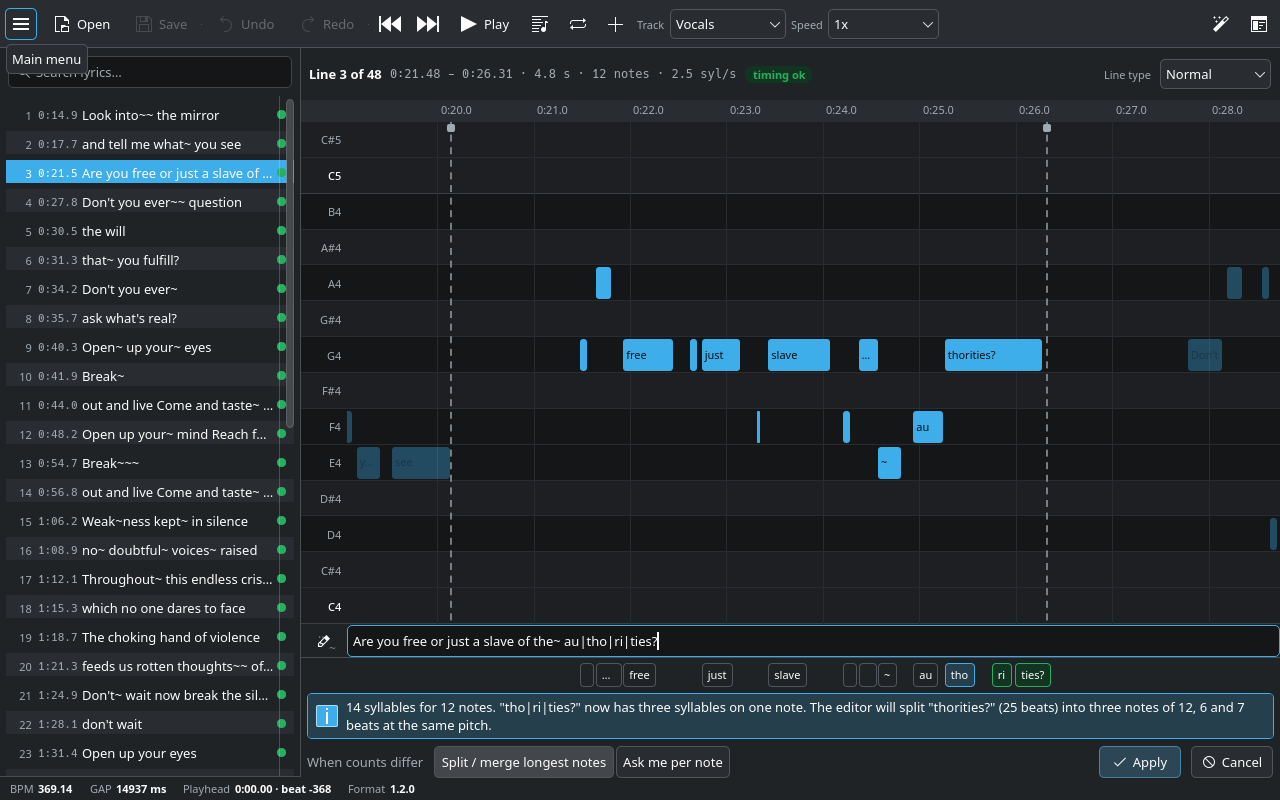 Open Save Undo Redo Play Track Vocals Speed 1x
Main menu
Search lyrics...
1 0:14.9 Look into~~ the mirror
2 0:17.7 and tell me what~ you see
3 0:21.5 Are you free or just a slave of ...
4 0:27.8 Don't you ever~~ question
5 0:30.5 the will
6 0:31.3 that~ you fulfill?
7 0:34.2 Don't you ever~
8 0:35.7 ask what's real?
9 0:40.3 Open~ up your~ eyes
10 0:41.9 Break~
11 0:44.0 out and live Come and taste~ ...
12 0:48.2 Open up your~ mind Reach f...
13 0:54.7 Break~~~
14 0:56.8 out and live Come and taste~ ...
15 1:06.2 Weak~ness kept~ in silence
16 1:08.9 no~ doubtful~ voices~ raised
17 1:12.1 Throughout~ this endless cris...
18 1:15.3 which no one dares to face
19 1:18.7 The choking hand of violence
20 1:21.3 feeds us rotten thoughts~~ of...
21 1:24.9 Don't~ wait now break the sil...
22 1:28.1 don't wait
23 1:31.4 Open up your eyes
Line 3 of 48 0:21.48 – 0:26.31 · 4.8 s · 12 notes · 2.5 syl/s timing ok Line type Normal
0:20.0 0:21.0 0:22.0 0:23.0 0:24.0 0:25.0 0:26.0 0:27.0 0:28.0
C#5
C5
B4
A#4
A4
G#4
G4 free just slave ... thorities? Don't
F#4
F4 au
E4 y... see ~
D#4
D4
C#4
C4
Are you free or just a slave of the~ au|tho|ri|ties?
... free just slave ~ au tho ri ties?
14 syllables for 12 notes. "tho|ri|ties?" now has three syllables on one note. The editor will split "thorities?" (25 beats) into three notes of 12, 6 and 7
beats at the same pitch.
When counts differ Split / merge longest notes Ask me per note Apply Cancel
BPM 369.14 GAP 14937 ms Playhead 0:00.00 · beat -368 Format 1.2.0